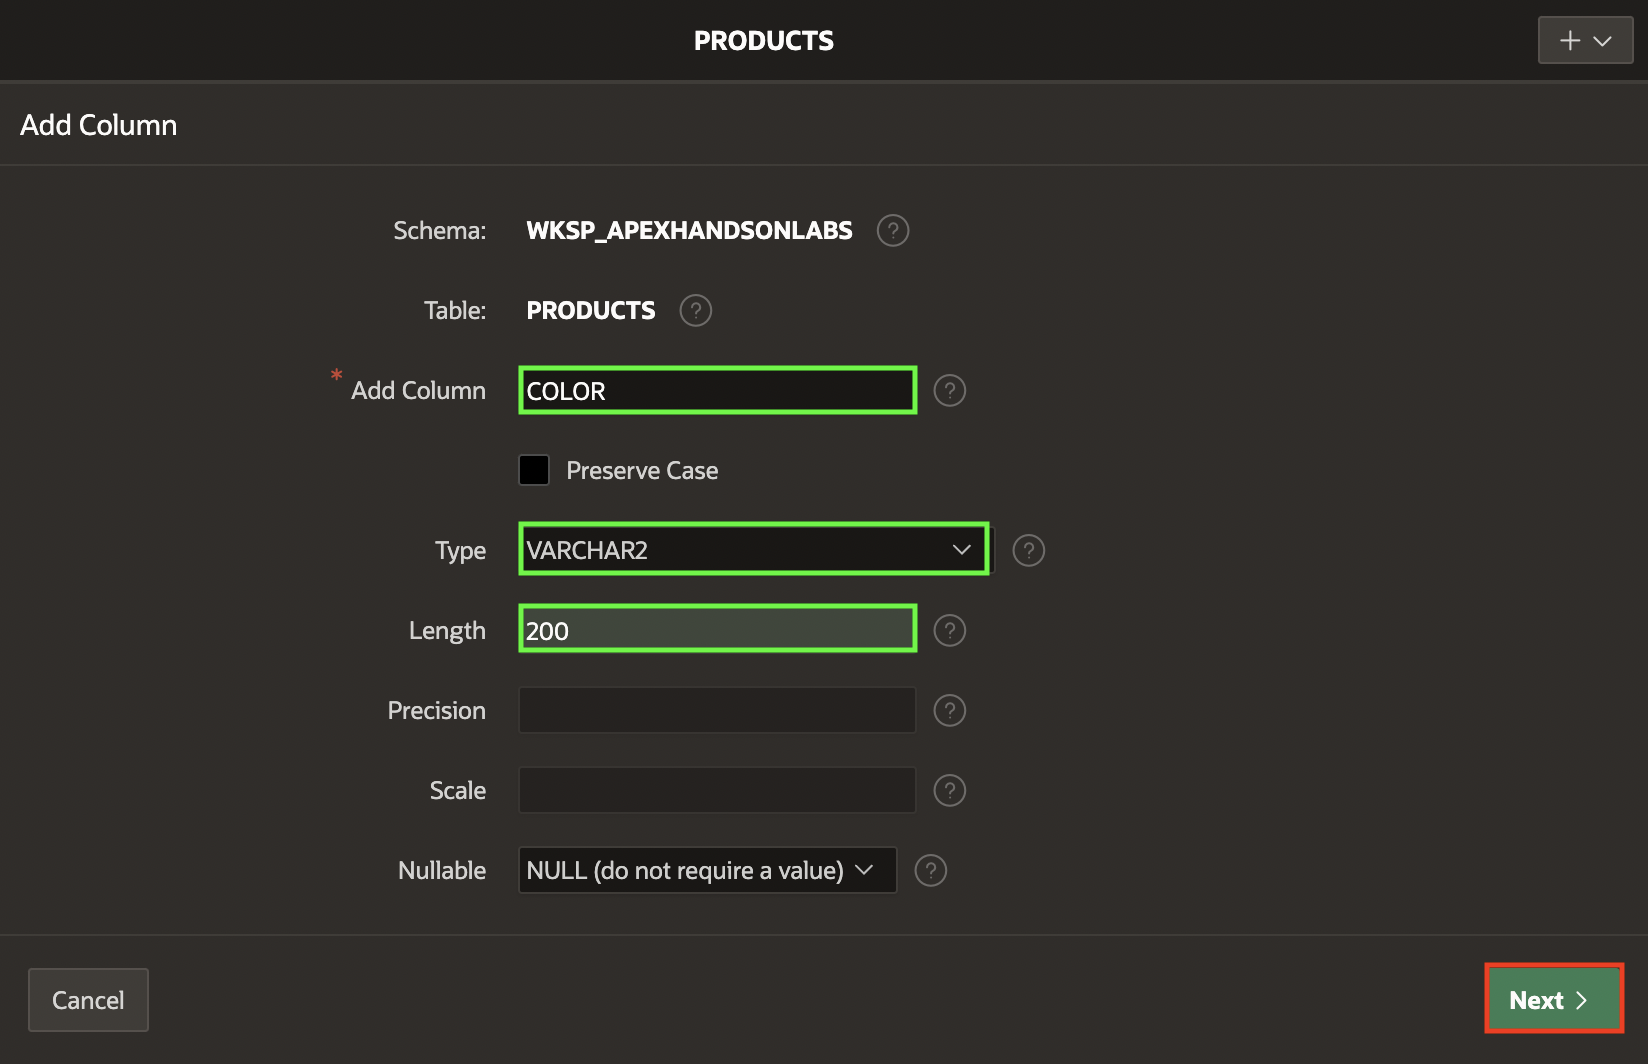 PRODUCTS
Add Column
Schema: WKSP_APEXHANDSONLABS ?
Table: PRODUCTS ?
* Add Column COLOR ?
Preserve Case
Type VARCHAR2 ?
Length 200 ?
Precision ?
Scale ?
Nullable NULL (do not require a value) ?
Cancel Next